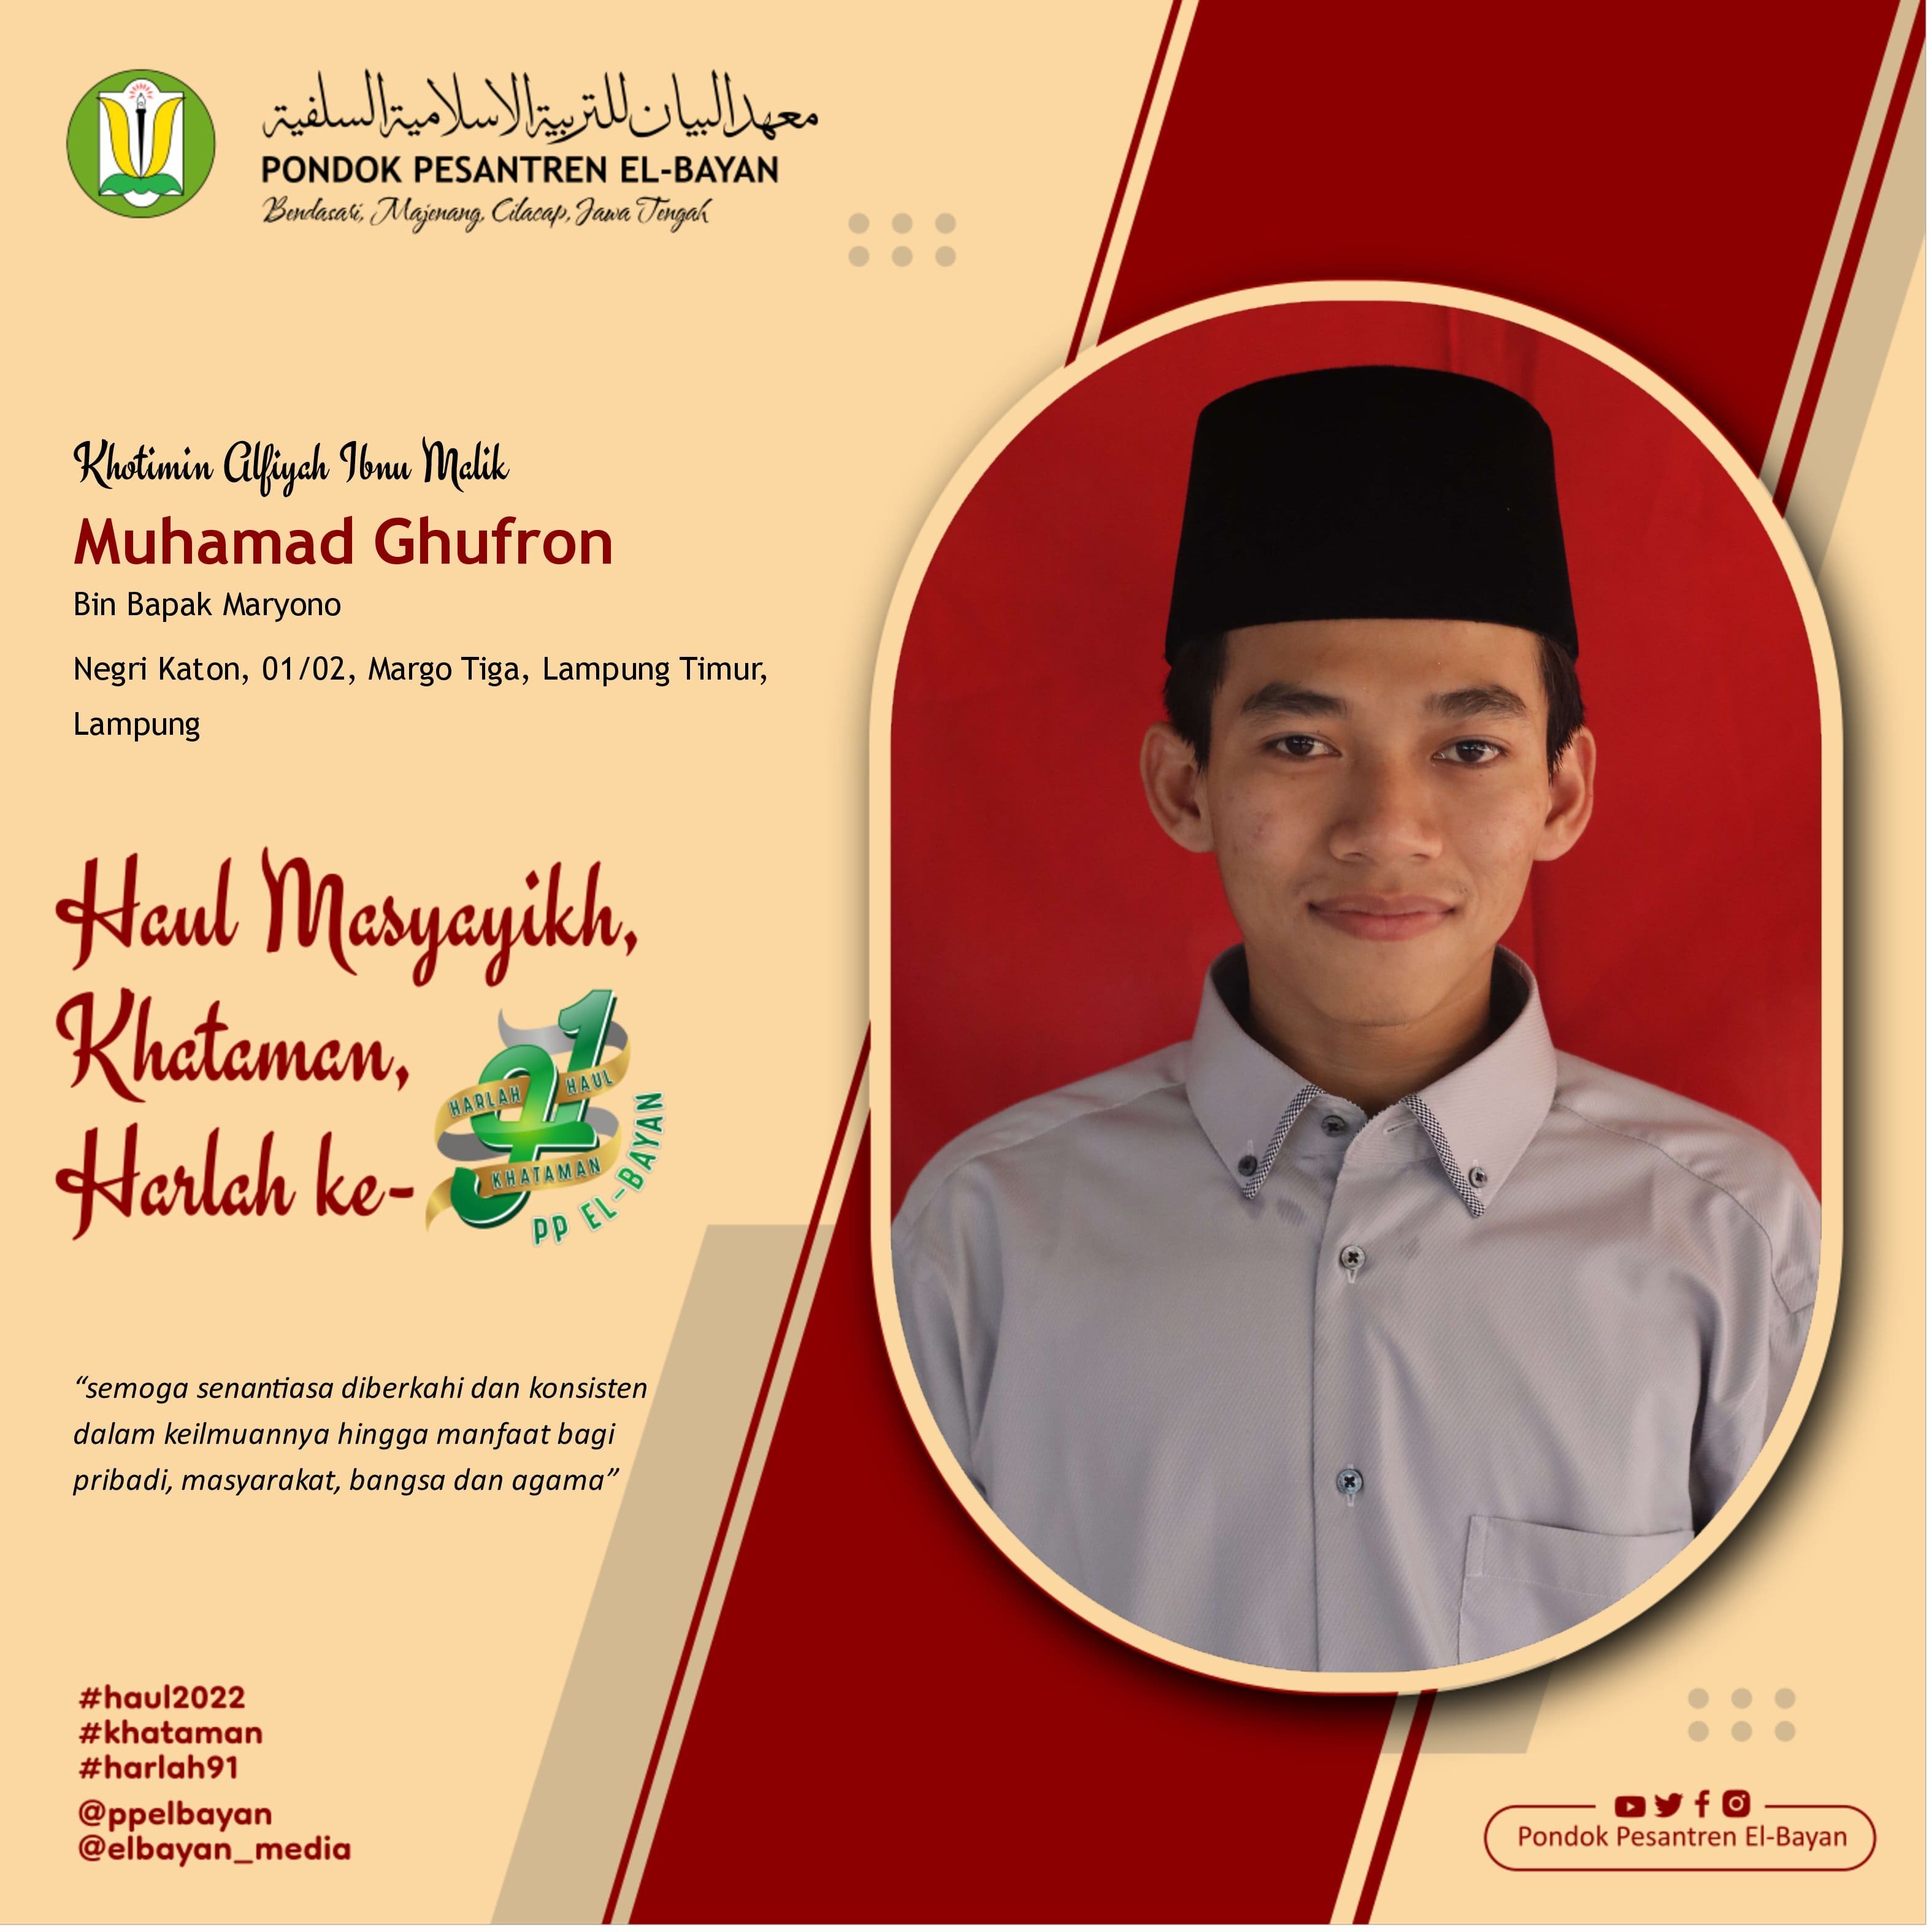 معهد البيان للتربية الاسلامية السلفية
PONDOK PESANTREN EL-BAYAN
Bendasari, Majenang, Cilacap, Jawa Tengah
Khotimin Alfiyah Ibnu Malik
Muhamad Ghufron
Bin Bapak Maryono
Negri Katon, 01/02, Margo Tiga, Lampung Timur,
Lampung
Haul Masyayikh,
Khataman,
Harlah ke-
91
HARLAH HAUL
KHATAMAN
PP EL-BAYAN
“semoga senantiasa diberkahi dan konsisten
dalam keilmuannya hingga manfaat bagi
pribadi, masyarakat, bangsa dan agama”
#haul2022
#khataman
#harlah91
@ppelbayan
@elbayan_media
Pondok Pesantren El-Bayan